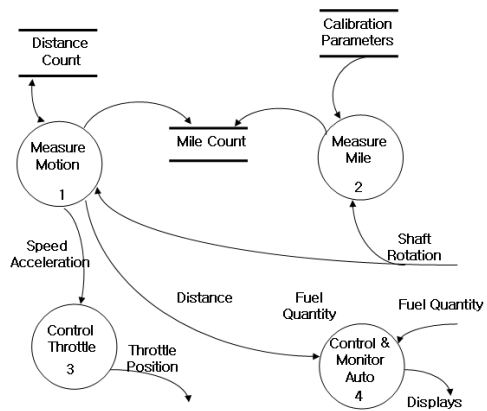 Distance
Count
Calibration
Parameters
Measure
Motion
1
Mile Count
Measure
Mile
2
Speed
Acceleration
Shaft
Rotation
Distance
Fuel
Quantity
Fuel Quantity
Control
Throttle
3
Throttle
Position
Control &
Monitor
Auto
4
Displays